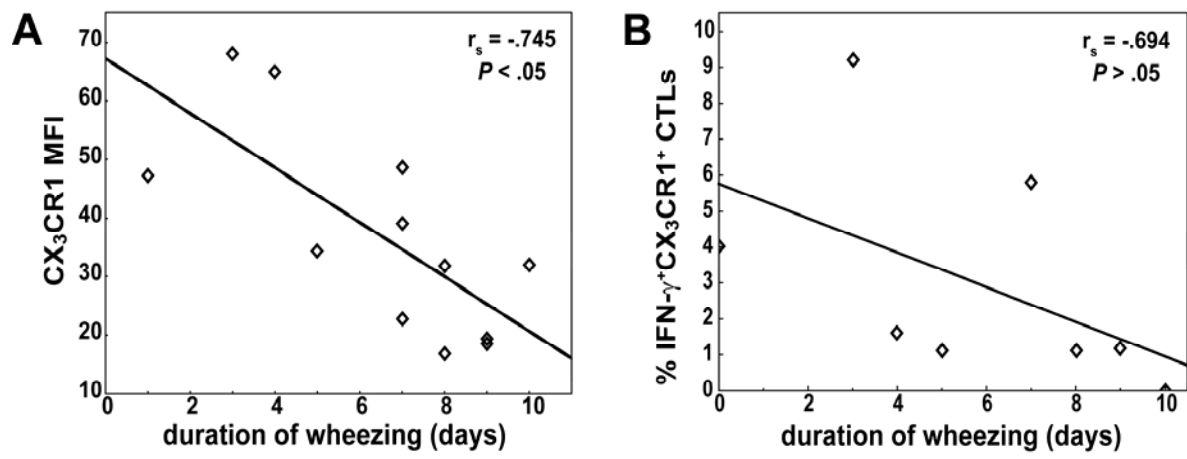 A
CX₃CR1 MFI
70
60
50
40
30
20
10
0 2 4 6 8 10
duration of wheezing (days)
r_s = -.745
P < .05
B
% IFN-γ⁺CX₃CR1⁺ CTLs
10
9
8
7
6
5
4
3
2
1
0
0 2 4 6 8 10
duration of wheezing (days)
r_s = -.694
P > .05